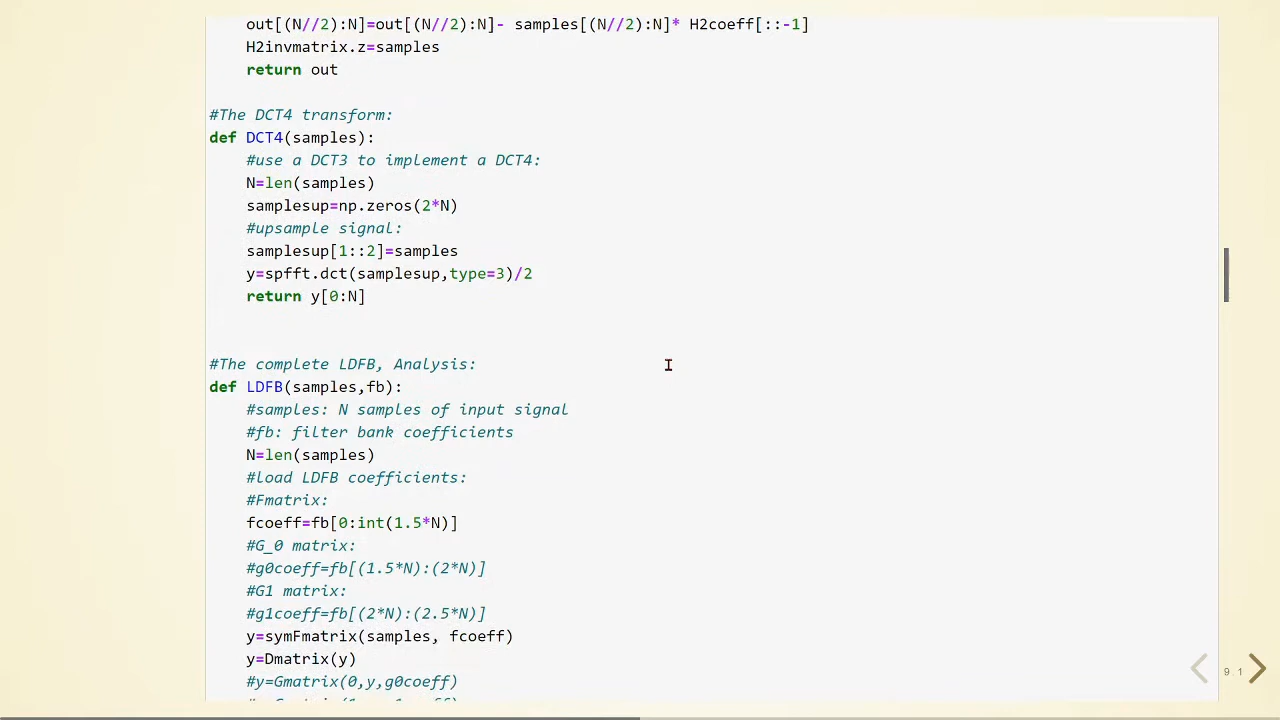 out[(N//2):N]=out[(N//2):N]- samples[(N//2):N]* H2coeff[::-1]
H2invmatrix.z=samples
return out
#The DCT4 transform:
def DCT4(samples):
#use a DCT3 to implement a DCT4:
N=len(samples)
samplesup=np.zeros(2*N)
#upsample signal:
samplesup[1::2]=samples
y=spfft.dct(samplesup,type=3)/2
return y[0:N]
#The complete LDFB, Analysis:
def LDFB(samples,fb):
#samples: N samples of input signal
#fb: filter bank coefficients
N=len(samples)
#load LDFB coefficients:
#Fmatrix:
fcoeff=fb[0:int(1.5*N)]
#G_0 matrix:
#g0coeff=fb[(1.5*N):(2*N)]
#G1 matrix:
#g1coeff=fb[(2*N):(2.5*N)]
y=symFmatrix(samples, fcoeff)
y=Dmatrix(y)
#y=Gmatrix(0,y,g0coeff)
9.1